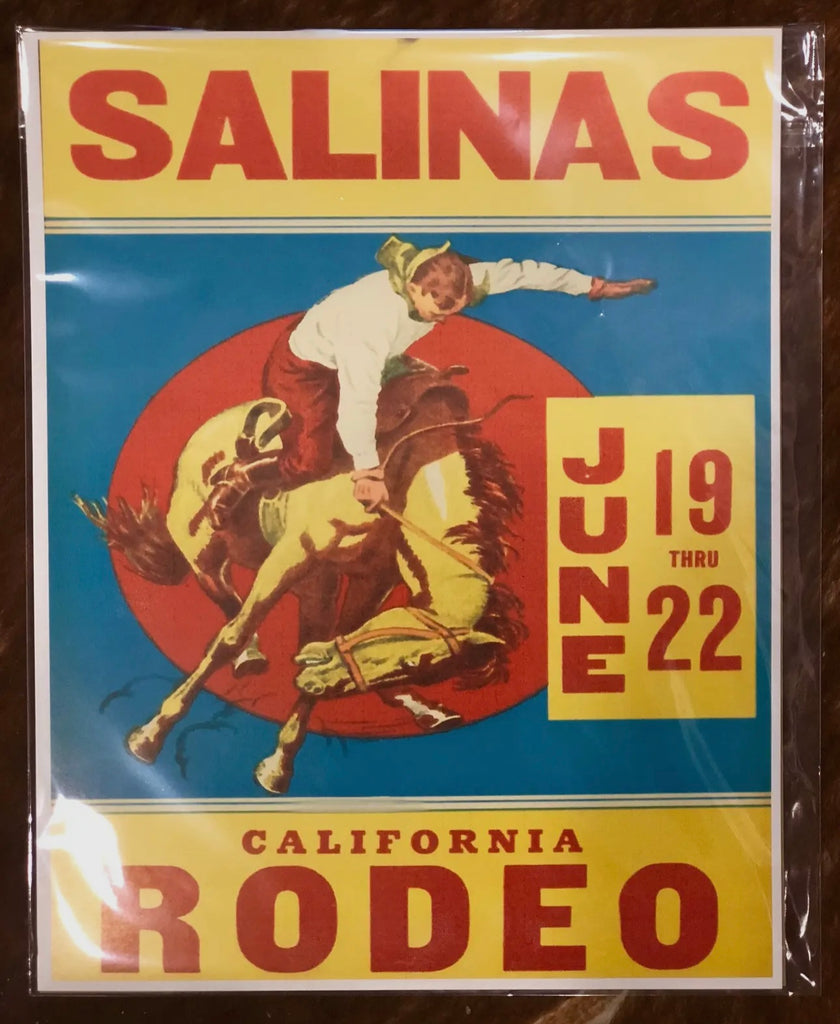 SALINAS
JUNE
19
THRU
22
CALIFORNIA
RODEO